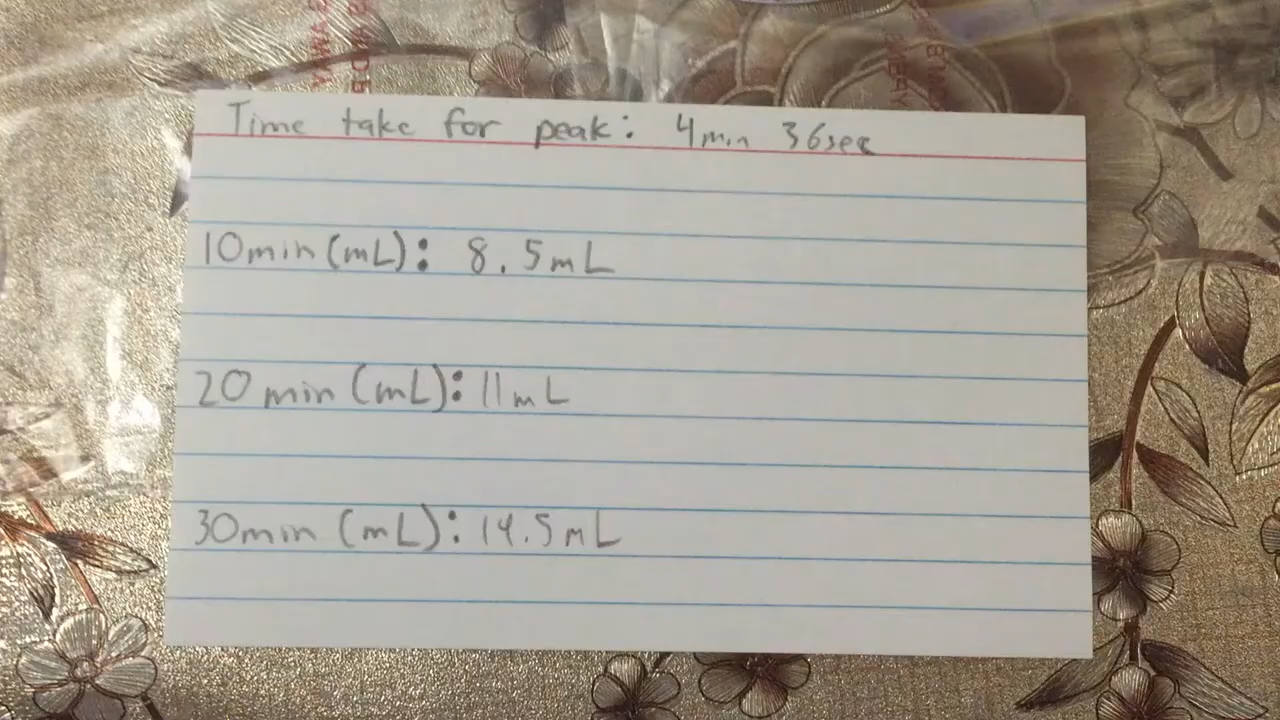 Time take for peak: 4min 36sec
10min (mL): 8.5mL
20 min (mL): 11mL
30min (mL): 14.5mL